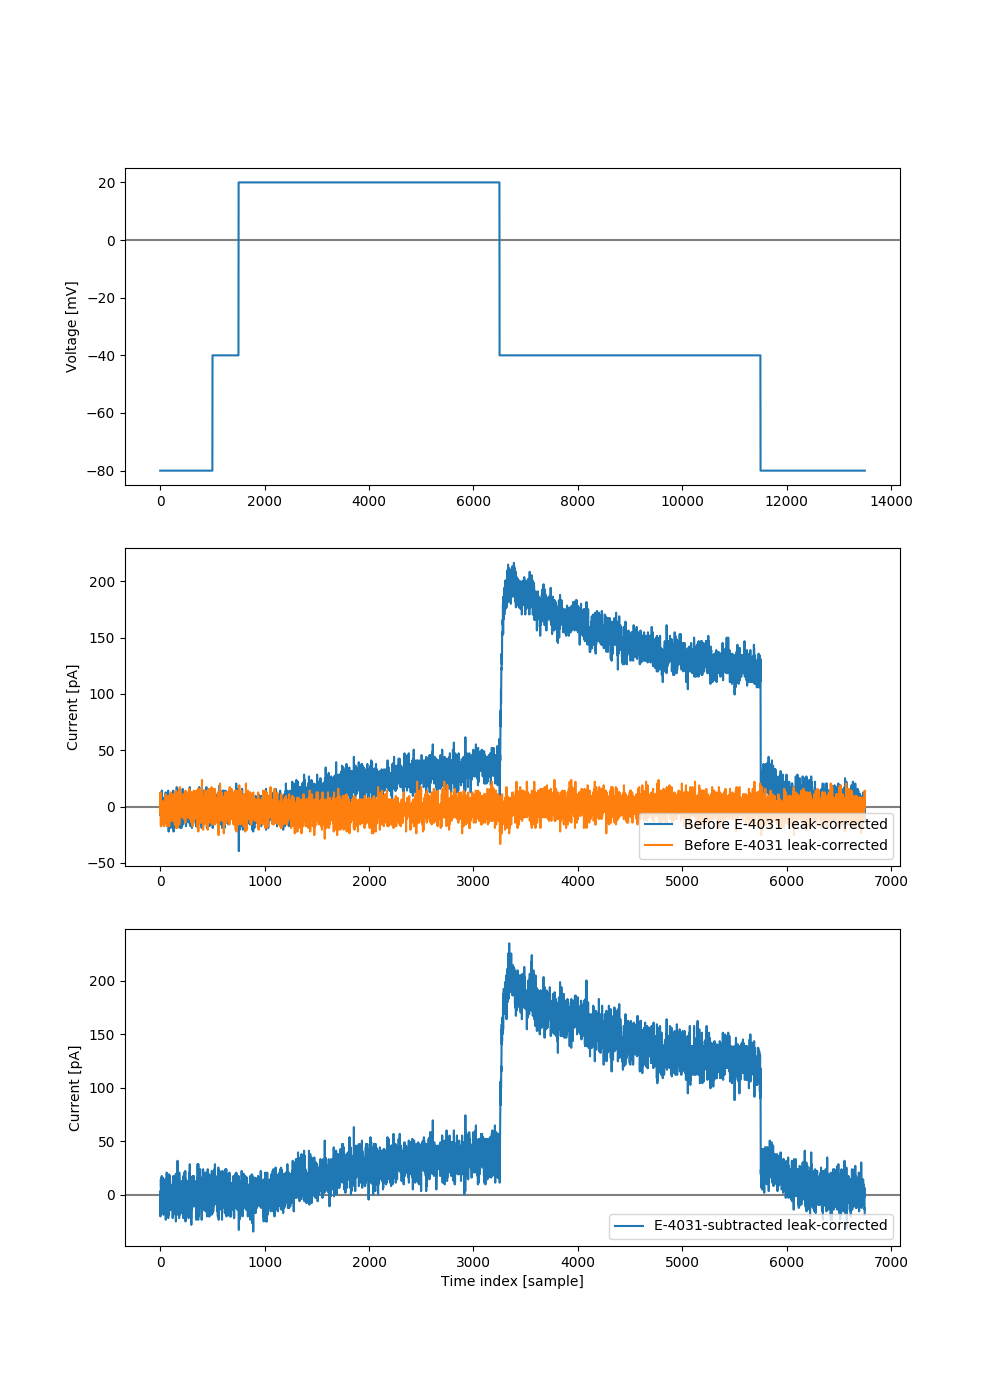 20
0
−20
−40
−60
−80
Voltage [mV]
0 2000 4000 6000 8000 10000 12000 14000
200
150
100
50
0
−50
Current [pA]
Before E-4031 leak-corrected
Before E-4031 leak-corrected
0 1000 2000 3000 4000 5000 6000 7000
200
150
100
50
0
Current [pA]
E-4031-subtracted leak-corrected
0 1000 2000 3000 4000 5000 6000 7000
Time index [sample]